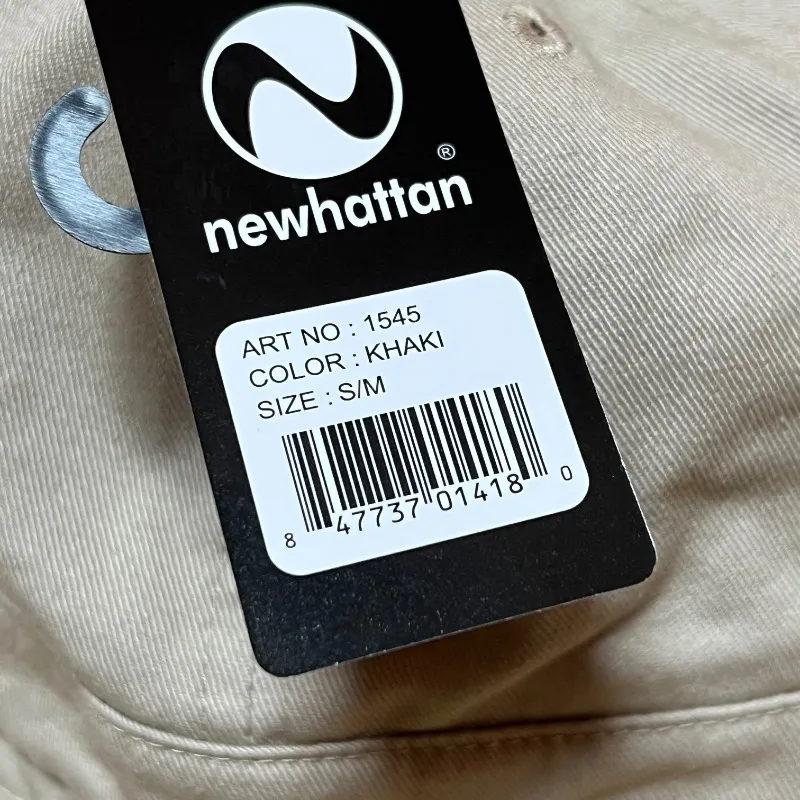 ®
newhattan
ART NO : 1545
COLOR : KHAKI
SIZE : S/M
8 47737 01418 0